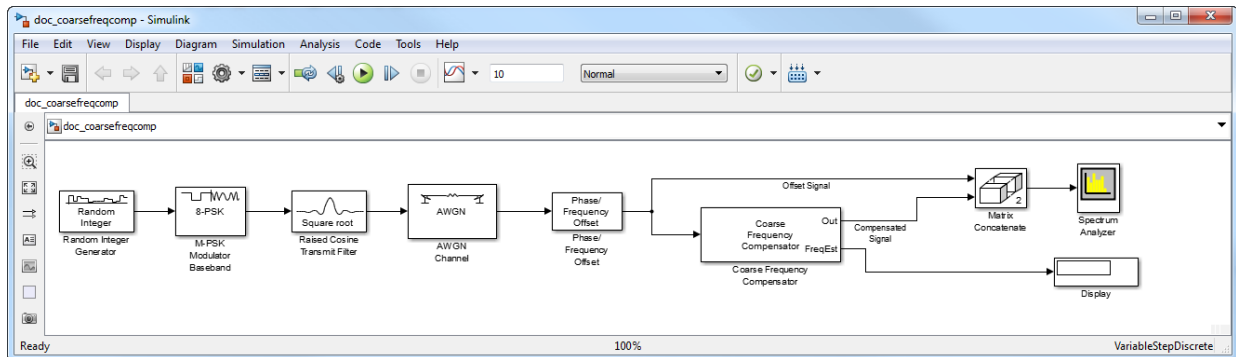 doc_coarsefreqcomp - Simulink
File Edit View Display Diagram Simulation Analysis Code Tools Help
10
Normal
doc_coarsefreqcomp
doc_coarsefreqcomp
Random
Integer
Random Integer
Generator
8-PSK
M-PSK
Modulator
Baseband
Square root
Raised Cosine
Transmit Filter
AWGN
AWGN
Channel
Phase/
Frequency
Offset
Phase/
Frequency
Offset
Offset Signal
Coarse
Frequency
Compensator
Out
FreqEst
Coarse Frequency
Compensator
Compensated
Signal
2
Matrix
Concatenate
Spectrum
Analyzer
Display
Ready
100%
VariableStepDiscrete